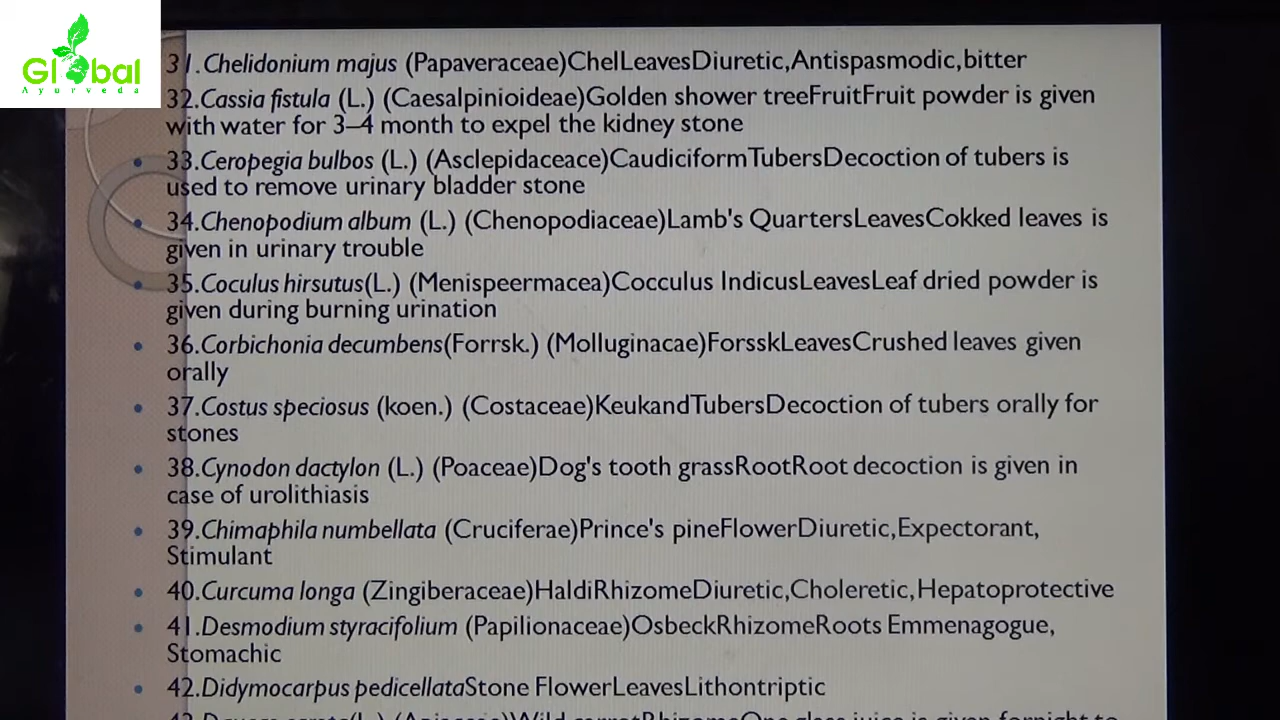 Global
Ayurveda
31.Chelidonium majus (Papaveraceae)ChelLeavesDiuretic,Antispasmodic,bitter
32.Cassia fistula (L.) (Caesalpinioideae)Golden shower treeFruitFruit powder is given
with water for 3–4 month to expel the kidney stone
33.Ceropegia bulbos (L.) (Asclepidaceace)CaudiciformTubersDecoction of tubers is
used to remove urinary bladder stone
34.Chenopodium album (L.) (Chenopodiaceae)Lamb's QuartersLeavesCokked leaves is
given in urinary trouble
35.Coculus hirsutus(L.) (Menispeermacea)Cocculus IndicusLeavesLeaf dried powder is
given during burning urination
36.Corbichonia decumbens(Forrsk.) (Molluginacae)ForsskLeavesCrushed leaves given
orally
37.Costus speciosus (koen.) (Costaceae)KeukandTubersDecoction of tubers orally for
stones
38.Cynodon dactylon (L.) (Poaceae)Dog's tooth grassRootRoot decoction is given in
case of urolithiasis
39.Chimaphila numbellata (Cruciferae)Prince's pineFlowerDiuretic,Expectorant,
Stimulant
40.Curcuma longa (Zingiberaceae)HaldiRhizomeDiuretic,Choleretic,Hepatoprotective
41.Desmodium styracifolium (Papilionaceae)OsbeckRhizomeRoots Emmenagogue,
Stomachic
42.Didymocarpus pedicellataStone FlowerLeavesLithontriptic